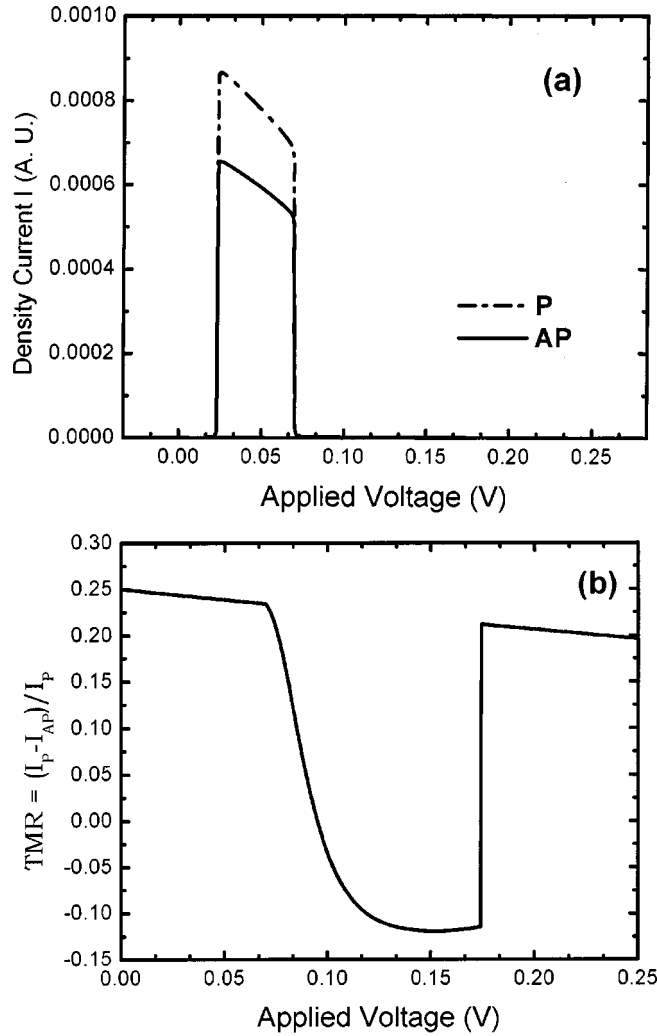 (a)
Density Current I (A. U.)
0.0010
0.0008
0.0006
0.0004
0.0002
0.0000
P
AP
0.00 0.05 0.10 0.15 0.20 0.25
Applied Voltage (V)
(b)
TMR = (I_P-I_AP)/I_P
0.30
0.25
0.20
0.15
0.10
0.05
0.00
-0.05
-0.10
-0.15
0.00 0.05 0.10 0.15 0.20 0.25
Applied Voltage (V)